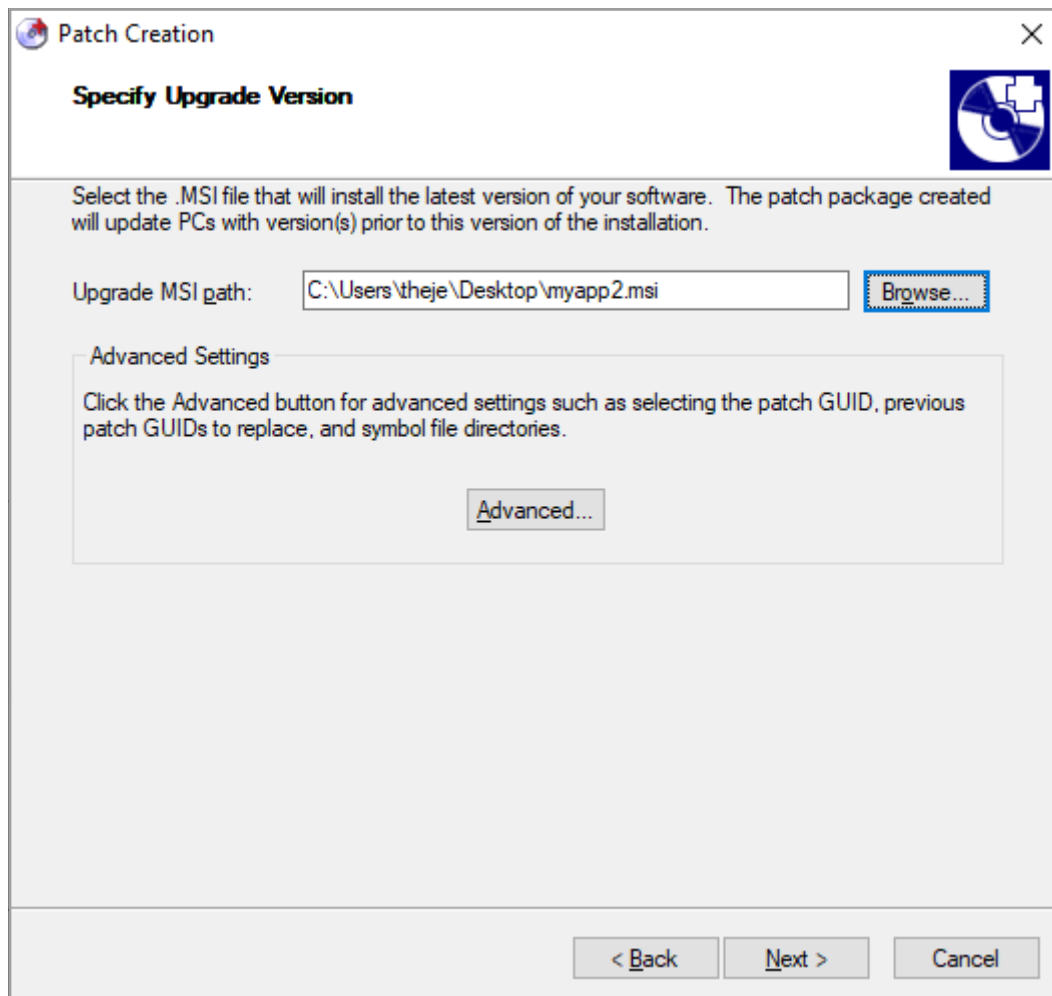 Patch Creation
Specify Upgrade Version
Select the .MSI file that will install the latest version of your software. The patch package created
will update PCs with version(s) prior to this version of the installation.
Upgrade MSI path: C:\Users\theje\Desktop\myapp2.msi Browse...
Advanced Settings
Click the Advanced button for advanced settings such as selecting the patch GUID, previous
patch GUIDs to replace, and symbol file directories.
Advanced...
< Back Next > Cancel